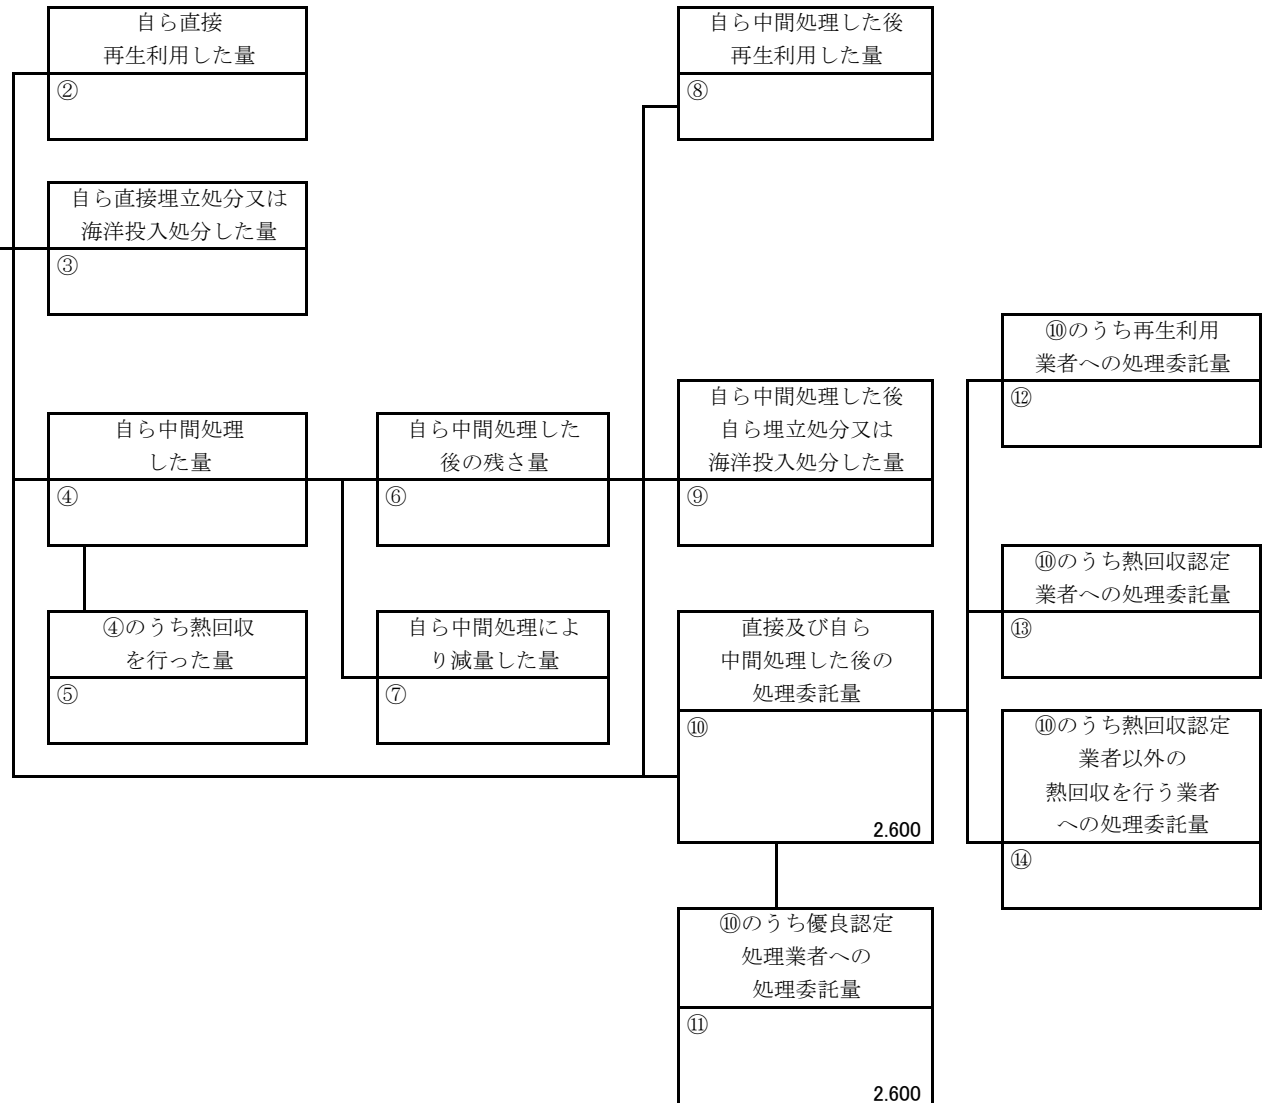 自ら直接
再生利用した量
②
自ら中間処理した後
再生利用した量
⑧
自ら直接埋立処分又は
海洋投入処分した量
③
⑩のうち再生利用
業者への処理委託量
⑫
自ら中間処理
した量
④
自ら中間処理した
後の残さ量
⑥
自ら中間処理した後
自ら埋立処分又は
海洋投入処分した量
⑨
⑩のうち熱回収認定
業者への処理委託量
⑬
④のうち熱回収
を行った量
⑤
自ら中間処理によ
り減量した量
⑦
直接及び自ら
中間処理した後の
処理委託量
⑩
2.600
⑩のうち熱回収認定
業者以外の
熱回収を行う業者
への処理委託量
⑭
⑩のうち優良認定
処理業者への
処理委託量
⑪
2.600